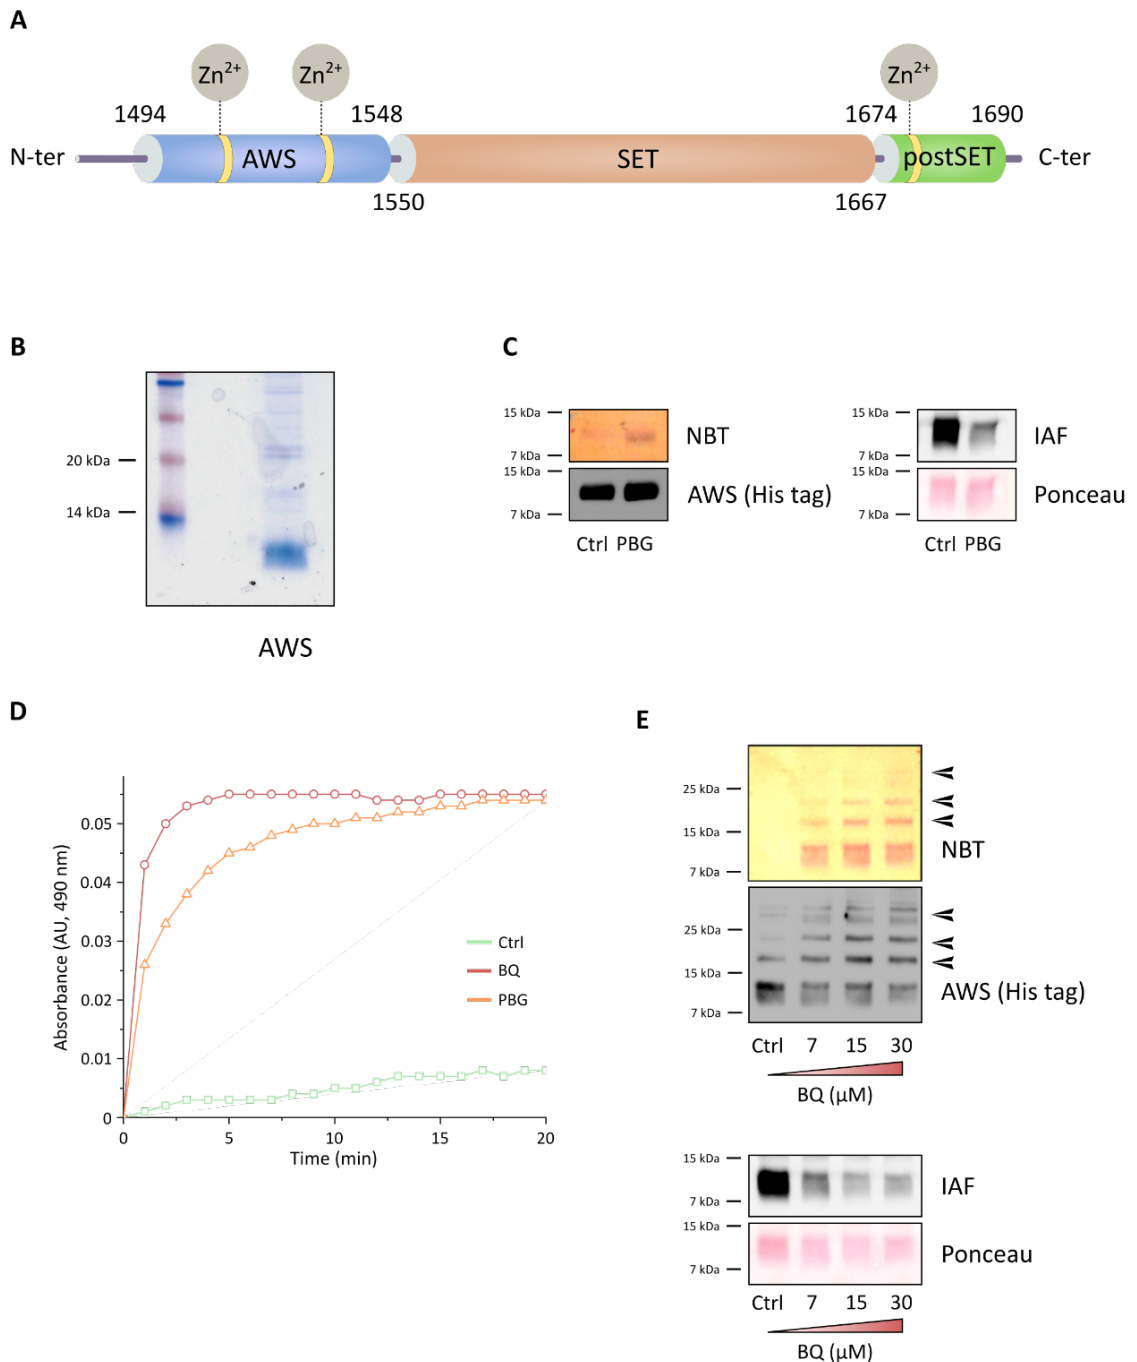 A
Zn2+ Zn2+ Zn2+
1494 1548 1674 1690
N-ter AWS SET postSET C-ter
1550 1667
B
20 kDa
14 kDa
AWS
C
15 kDa
NBT
7 kDa
15 kDa
AWS (His tag)
7 kDa
Ctrl PBG
15 kDa
IAF
7 kDa
15 kDa
Ponceau
7 kDa
Ctrl PBG
D
Absorbance (AU, 490 nm)
0.05
0.04
0.03
0.02
0.01
0
Ctrl
BQ
PBG
0 5 10 15 20
Time (min)
E
25 kDa
15 kDa
NBT
7 kDa
25 kDa
15 kDa
AWS (His tag)
7 kDa
Ctrl 7 15 30
BQ (µM)
15 kDa
IAF
7 kDa
15 kDa
Ponceau
7 kDa
Ctrl 7 15 30
BQ (µM)